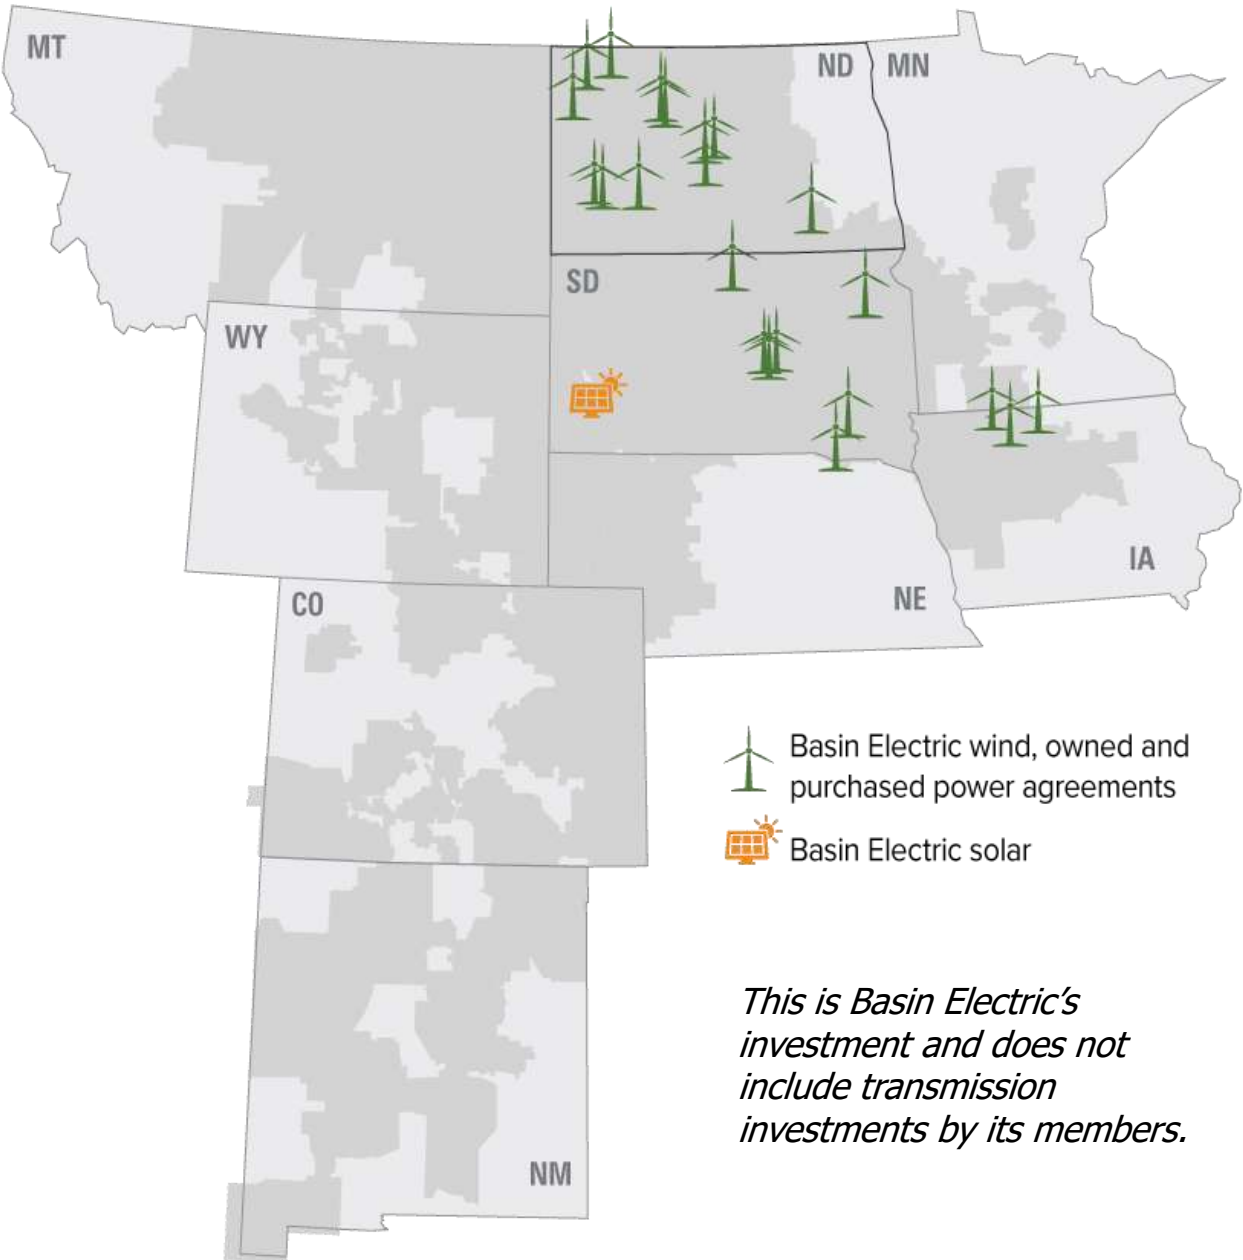 MT
ND
MN
SD
WY
IA
NE
CO
Basin Electric wind, owned and
purchased power agreements
Basin Electric solar
This is Basin Electric’s
investment and does not
include transmission
investments by its members.
NM